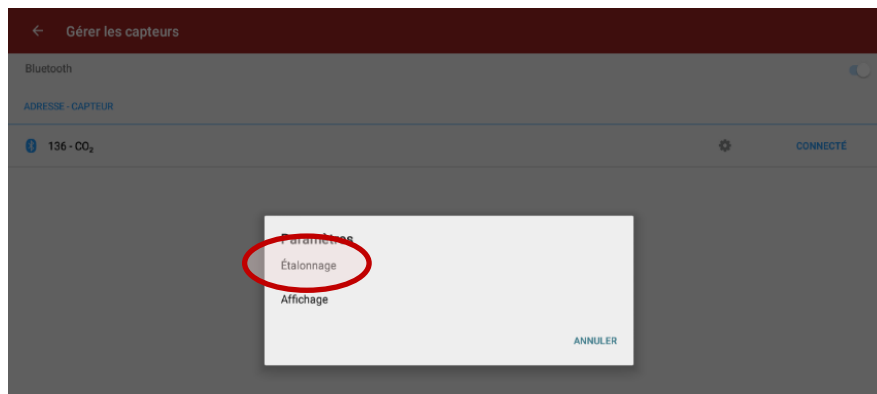 Gérer les capteurs
Bluetooth
ADRESSE - CAPTEUR
136 - CO₂
CONNECTÉ
Paramètres
Étalonnage
Affichage
ANNULER